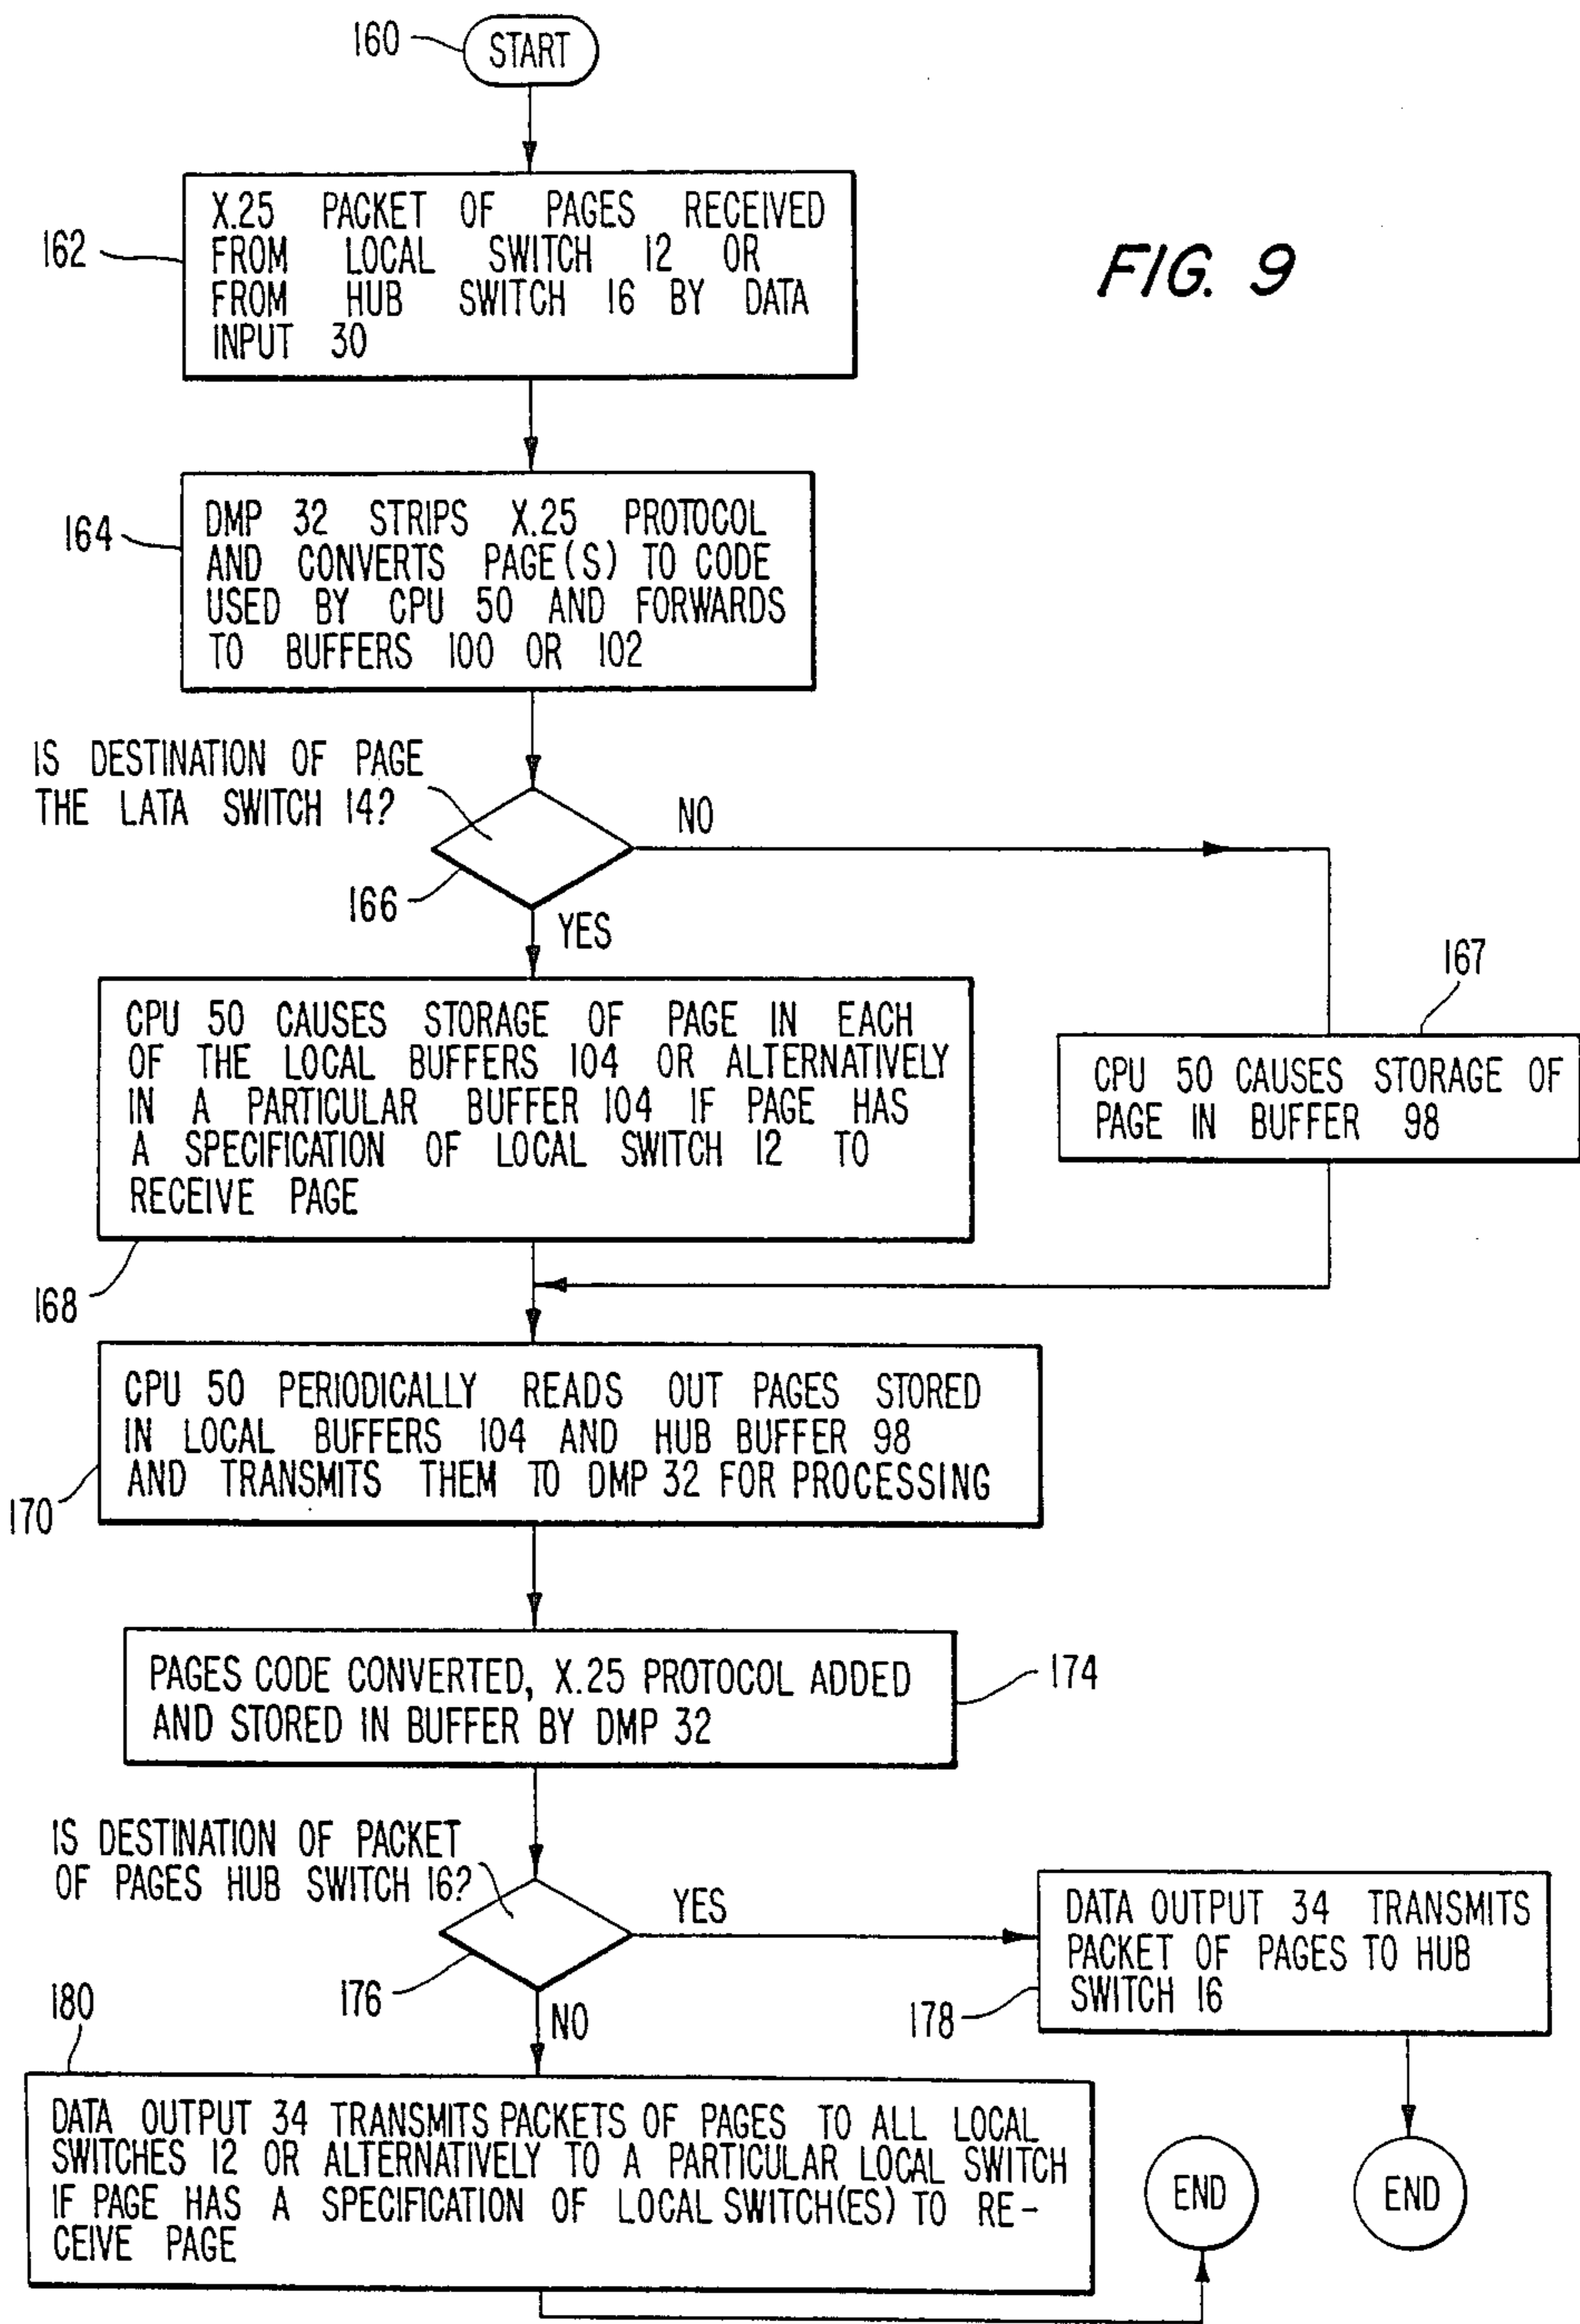 160
START
162
X.25 PACKET OF PAGES RECEIVED
FROM LOCAL SWITCH 12 OR
FROM HUB SWITCH 16 BY DATA
INPUT 30
FIG. 9
164
DMP 32 STRIPS X.25 PROTOCOL
AND CONVERTS PAGE(S) TO CODE
USED BY CPU 50 AND FORWARDS
TO BUFFERS 100 OR 102
IS DESTINATION OF PAGE
THE LATA SWITCH 14?
NO
166
YES
167
CPU 50 CAUSES STORAGE OF
PAGE IN BUFFER 98
CPU 50 CAUSES STORAGE OF PAGE IN EACH
OF THE LOCAL BUFFERS 104 OR ALTERNATIVELY
IN A PARTICULAR BUFFER 104 IF PAGE HAS
A SPECIFICATION OF LOCAL SWITCH 12 TO
RECEIVE PAGE
168
CPU 50 PERIODICALLY READS OUT PAGES STORED
IN LOCAL BUFFERS 104 AND HUB BUFFER 98
AND TRANSMITS THEM TO DMP 32 FOR PROCESSING
170
PAGES CODE CONVERTED, X.25 PROTOCOL ADDED
AND STORED IN BUFFER BY DMP 32
174
IS DESTINATION OF PACKET
OF PAGES HUB SWITCH 16?
YES
176
NO
DATA OUTPUT 34 TRANSMITS
PACKET OF PAGES TO HUB
SWITCH 16
178
180
DATA OUTPUT 34 TRANSMITS PACKETS OF PAGES TO ALL LOCAL
SWITCHES 12 OR ALTERNATIVELY TO A PARTICULAR LOCAL SWITCH
IF PAGE HAS A SPECIFICATION OF LOCAL SWITCH(ES) TO RE-
CEIVE PAGE
END
END